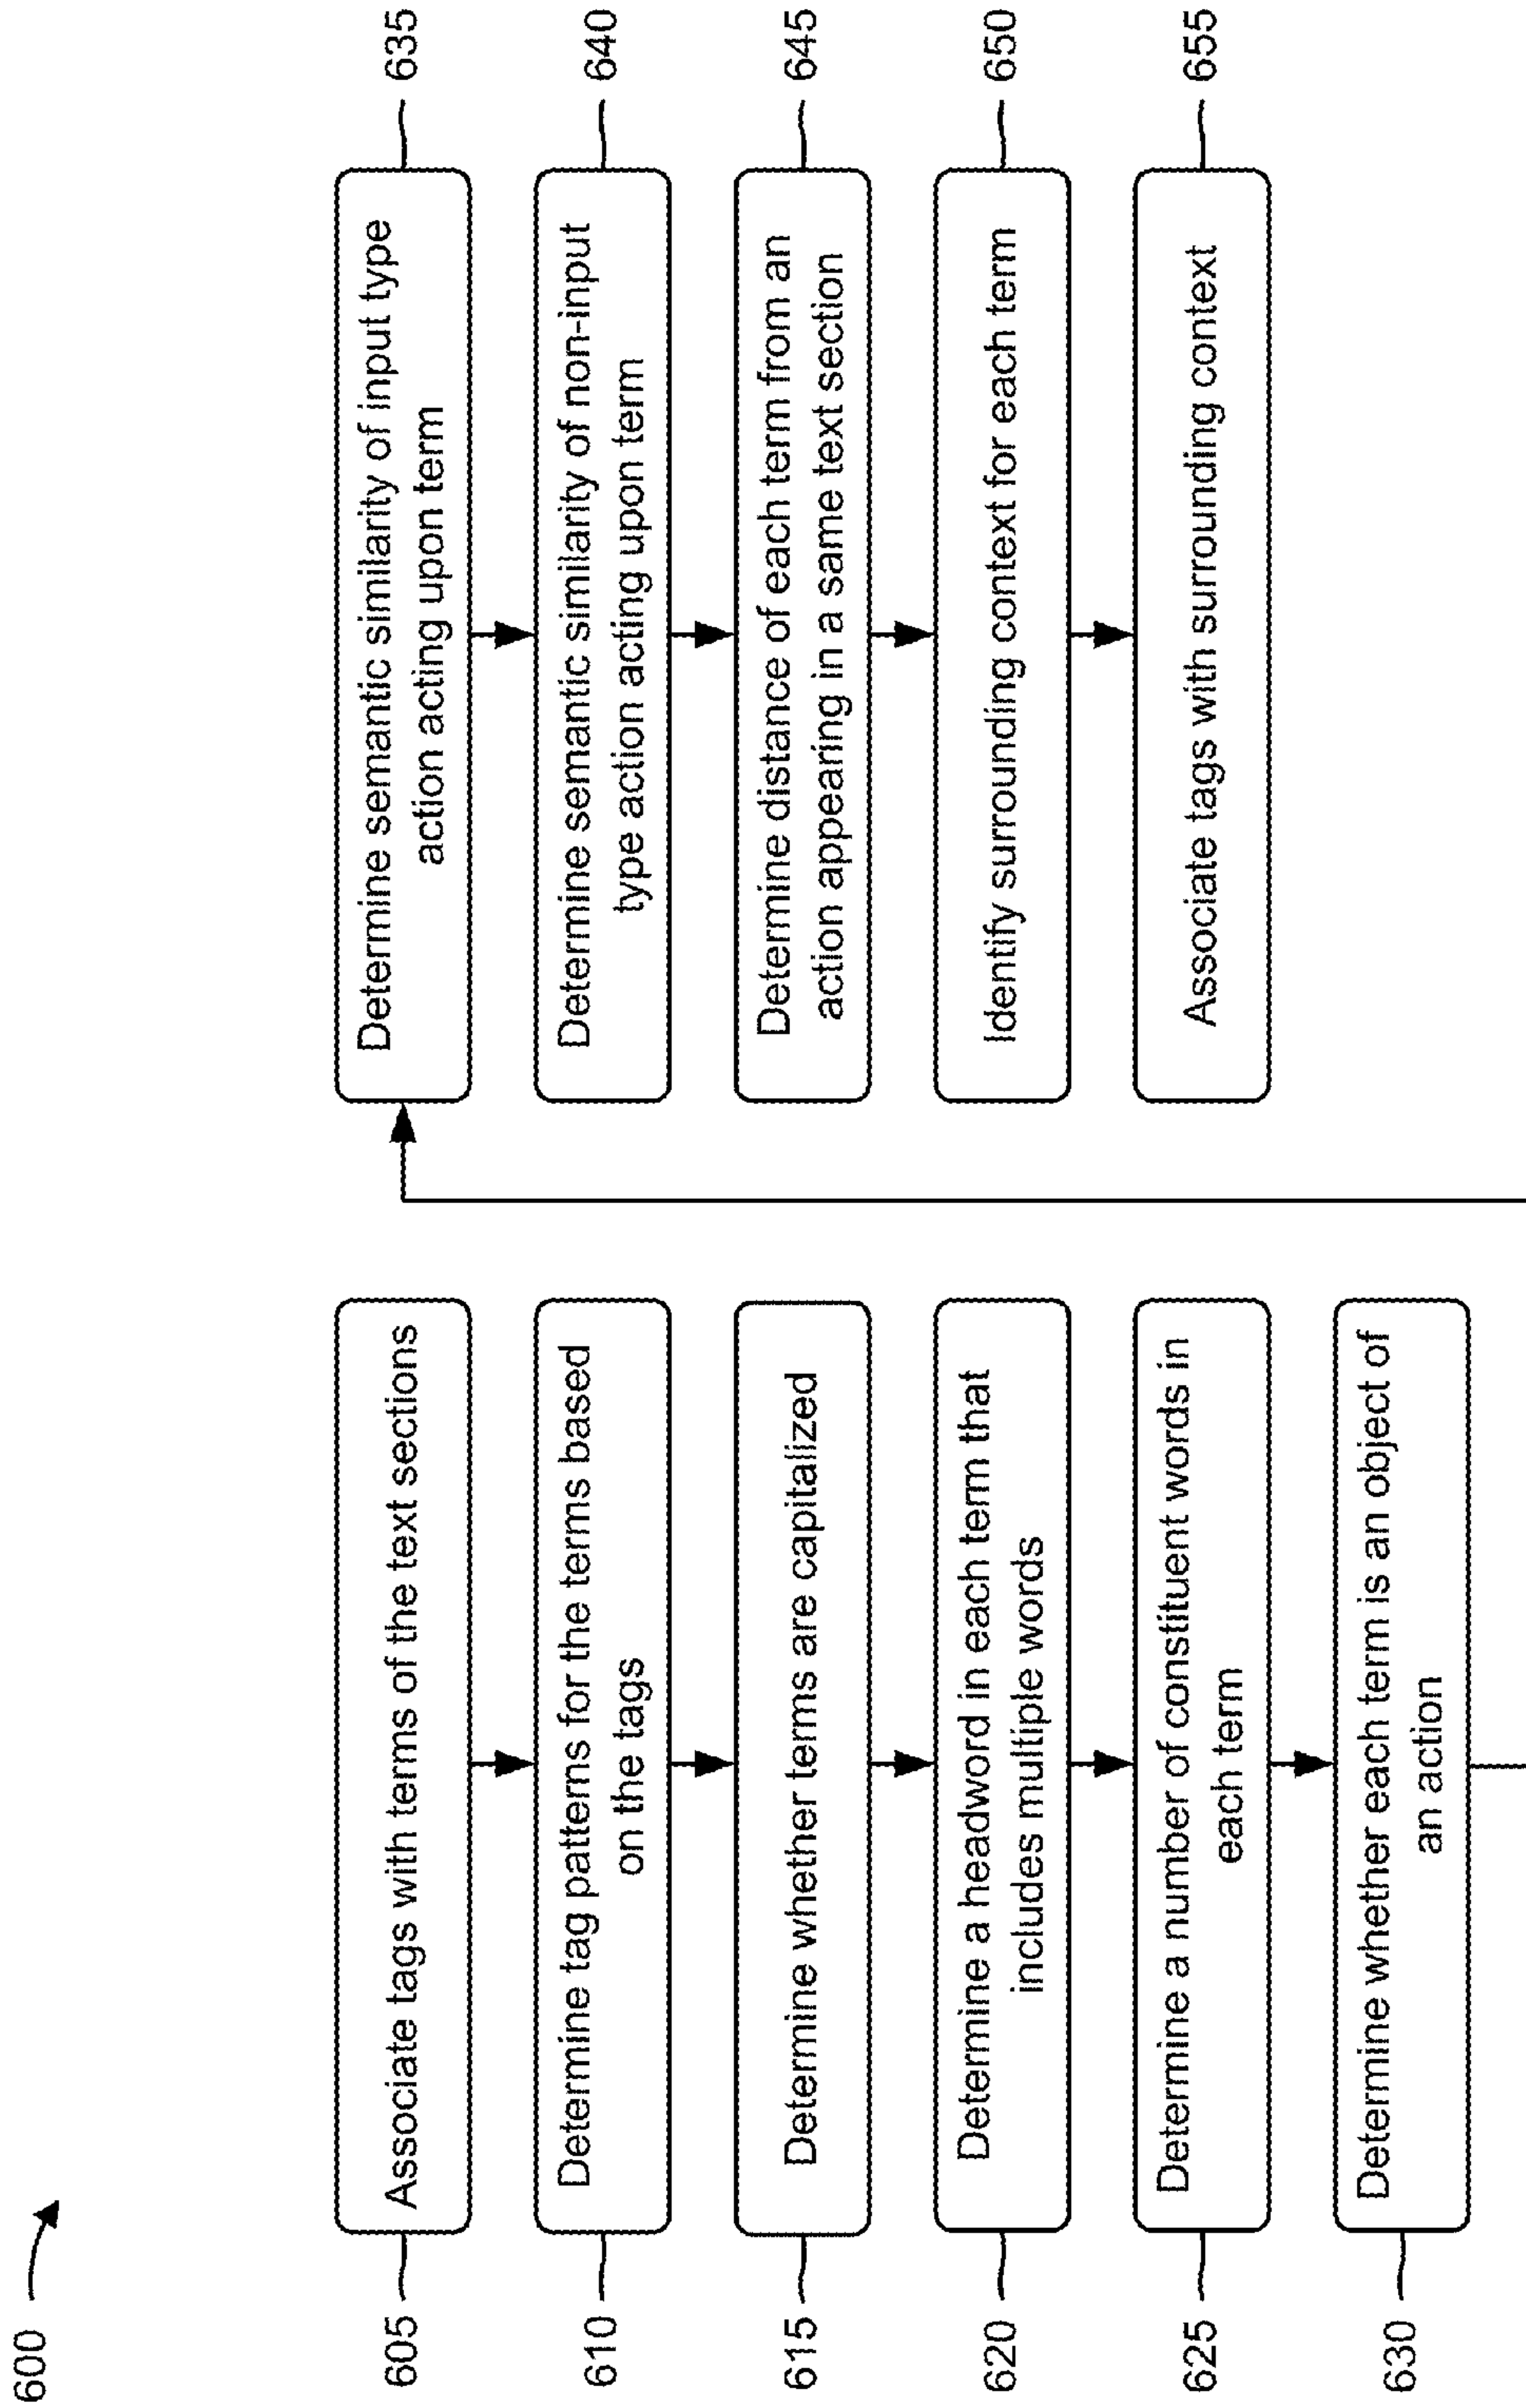 600
605
Associate tags with terms of the text sections
610
Determine tag patterns for the terms based
on the tags
615
Determine whether terms are capitalized
620
Determine a headword in each term that
includes multiple words
625
Determine a number of constituent words in
each term
630
Determine whether each term is an object of
an action
Determine semantic similarity of input type
action acting upon term
635
Determine semantic similarity of non-input
type action acting upon term
640
Determine distance of each term from an
action appearing in a same text section
645
Identify surrounding context for each term
650
Associate tags with surrounding context
655